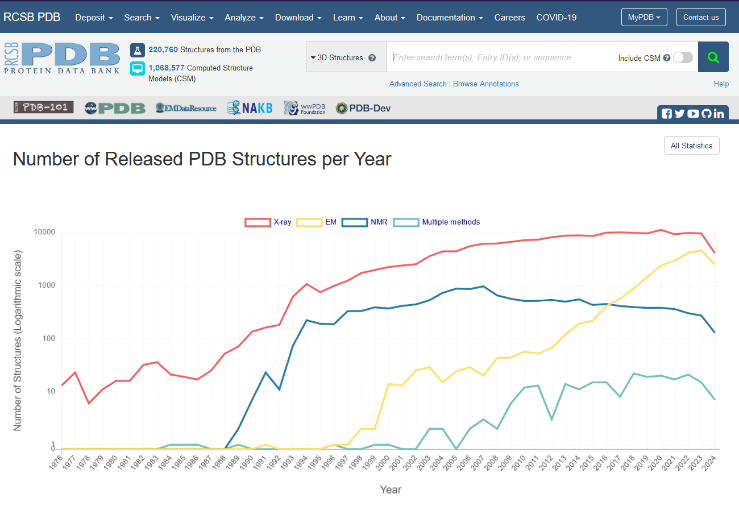 RCSB PDB Deposit Search Visualize Analyze Download Learn About Documentation Careers COVID-19 MyPDB Contact us
RCSB PDB
PROTEIN DATA BANK
220,760 Structures from the PDB
1,068,577 Computed Structure
Models (CSM)
3D Structures Enter search term(s), Entry ID(s), or sequence Include CSM
Advanced Search | Browse Annotations Help
PDB-101 PDB EMDataResource NAKB wwPDB Foundation PDB-Dev
All Statistics
Number of Released PDB Structures per Year
X-ray EM NMR Multiple methods
Number of Structures (Logarithmic scale)
10000
1000
100
10
1
0
1976 1977 1978 1979 1980 1981 1982 1983 1984 1985 1986 1987 1988 1989 1990 1991 1992 1993 1994 1995 1996 1997 1998 1999 2000 2001 2002 2003 2004 2005 2006 2007 2008 2009 2010 2011 2012 2013 2014 2015 2016 2017 2018 2019 2020 2021 2022 2023 2024
Year